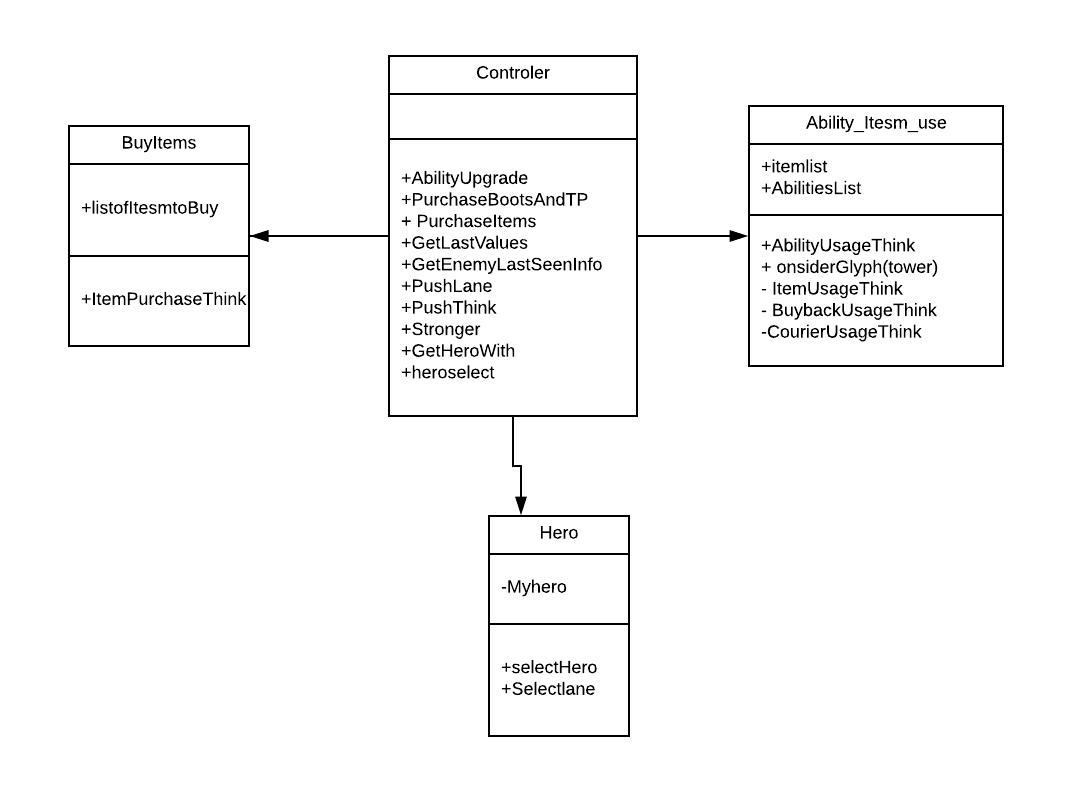 Controler
+AbilityUpgrade
+PurchaseBootsAndTP
+ PurchaseItems
+GetLastValues
+GetEnemyLastSeenInfo
+PushLane
+PushThink
+Stronger
+GetHeroWith
+heroselect
BuyItems
+listofItesmtoBuy
+ItemPurchaseThink
Ability_Itesm_use
+itemlist
+AbilitiesList
+AbilityUsageThink
+ onsiderGlyph(tower)
- ItemUsageThink
- BuybackUsageThink
-CourierUsageThink
Hero
-Myhero
+selectHero
+Selectlane